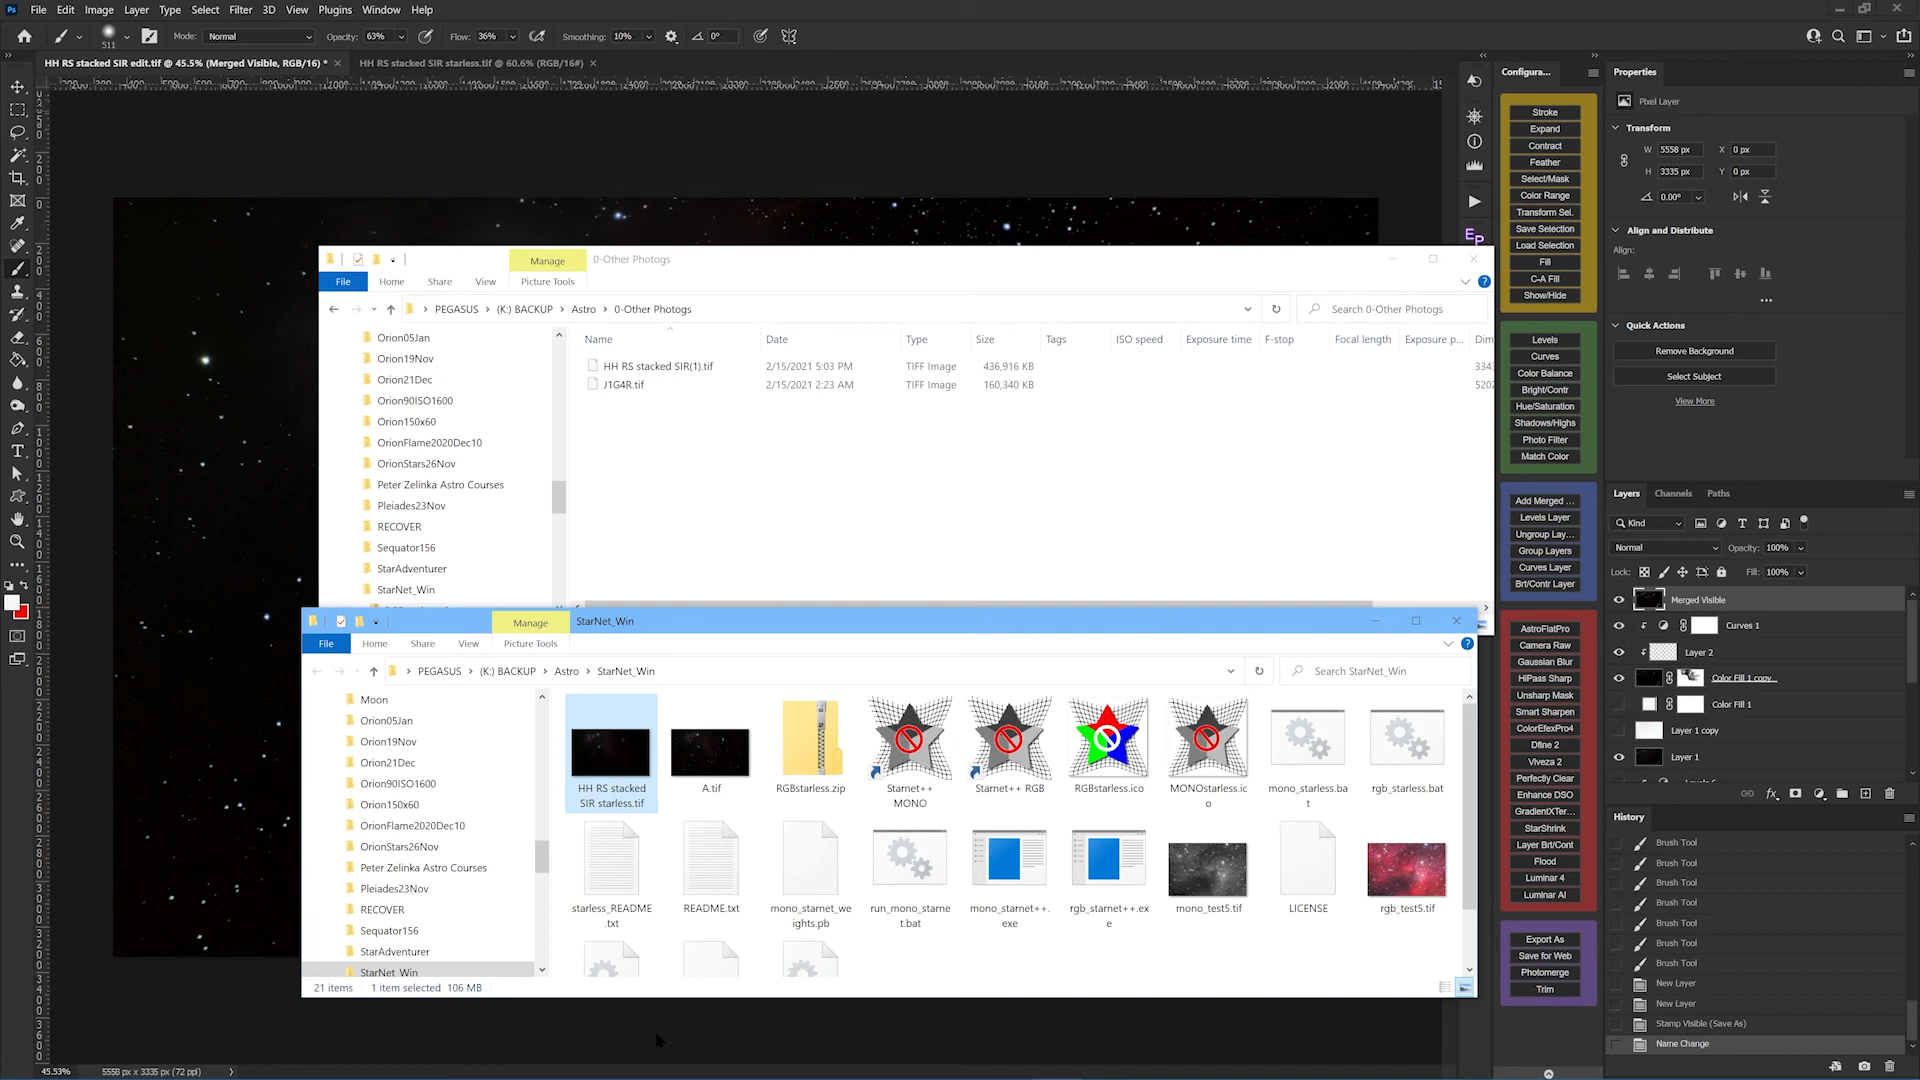 File Edit Image Layer Type Select Filter 3D View Plugins Window Help
511 Mode: Normal Opacity: 63% Flow: 36% Smoothing: 10% 0°
HH RS stacked SIR edit.tif @ 45.5% (Merged Visible, RGB/16) * × HH RS stacked SIR starless.tif @ 60.6% (RGB/16#) ×
Configura...
Stroke
Expand
Contract
Feather
Select/Mask
Color Range
Transform Sel.
Save Selection
Load Selection
Fill
C-A Fill
Show/Hide
Levels
Curves
Color Balance
Bright/Contr
Hue/Saturation
Shadows/Highs
Photo Filter
Match Color
Add Merged ...
Levels Layer
Ungroup Lay...
Group Layers
Curves Layer
Brt/Contr Layer
AstroFlatPro
Camera Raw
Gaussian Blur
HiPass Sharp
Unsharp Mask
Smart Sharpen
ColorEfexPro4
Dfine 2
Viveza 2
Perfectly Clear
Enhance DSO
GradientXTer...
StarShrink
Layer Brt/Cont
Flood
Luminar 4
Luminar AI
Export As
Save for Web
Photomerge
Trim
Properties
Pixel Layer
Transform
W 5558 px X 0 px
H 3335 px Y 0 px
0.00°
Align and Distribute
Align:
Quick Actions
Remove Background
Select Subject
View More
Layers Channels Paths
Kind
Normal Opacity: 100%
Lock: Fill: 100%
Merged Visible
Curves 1
Layer 2
Color Fill 1 copy
Color Fill 1
Layer 1 copy
Layer 1
History
Brush Tool
Brush Tool
Brush Tool
Brush Tool
Brush Tool
Brush Tool
Brush Tool
New Layer
New Layer
Stamp Visible (Save As)
Name Change
Manage 0-Other Photogs
File Home Share View Picture Tools
PEGASUS › (K:) BACKUP › Astro › 0-Other Photogs Search 0-Other Photogs
Name Date Type Size Tags ISO speed Exposure time F-stop Focal length Exposure p... Dim
HH RS stacked SIR(1).tif 2/15/2021 5:03 PM TIFF Image 436,916 KB 3343
J1G4R.tif 2/15/2021 2:23 AM TIFF Image 160,340 KB 5202
Orion05Jan
Orion19Nov
Orion21Dec
Orion90ISO1600
Orion150x60
OrionFlame2020Dec10
OrionStars26Nov
Peter Zelinka Astro Courses
Pleiades23Nov
RECOVER
Sequator156
StarAdventurer
StarNet_Win
Manage StarNet_Win
File Home Share View Picture Tools
PEGASUS › (K:) BACKUP › Astro › StarNet_Win Search StarNet_Win
Moon
Orion05Jan
Orion19Nov
Orion21Dec
Orion90ISO1600
Orion150x60
OrionFlame2020Dec10
OrionStars26Nov
Peter Zelinka Astro Courses
Pleiades23Nov
RECOVER
Sequator156
StarAdventurer
StarNet_Win
HH RS stacked SIR starless.tif
A.tif
RGBstarless.zip
Starnet++ MONO
Starnet++ RGB
RGBstarless.ico
MONOstarless.ico
mono_starless.bat
rgb_starless.bat
starless_README.txt
README.txt
mono_starnet_weights.pb
run_mono_starnet.bat
mono_starnet++.exe
rgb_starnet++.exe
mono_test5.tif
LICENSE
rgb_test5.tif
21 items 1 item selected 106 MB
45.53% 5558 px x 3335 px (72 ppi)